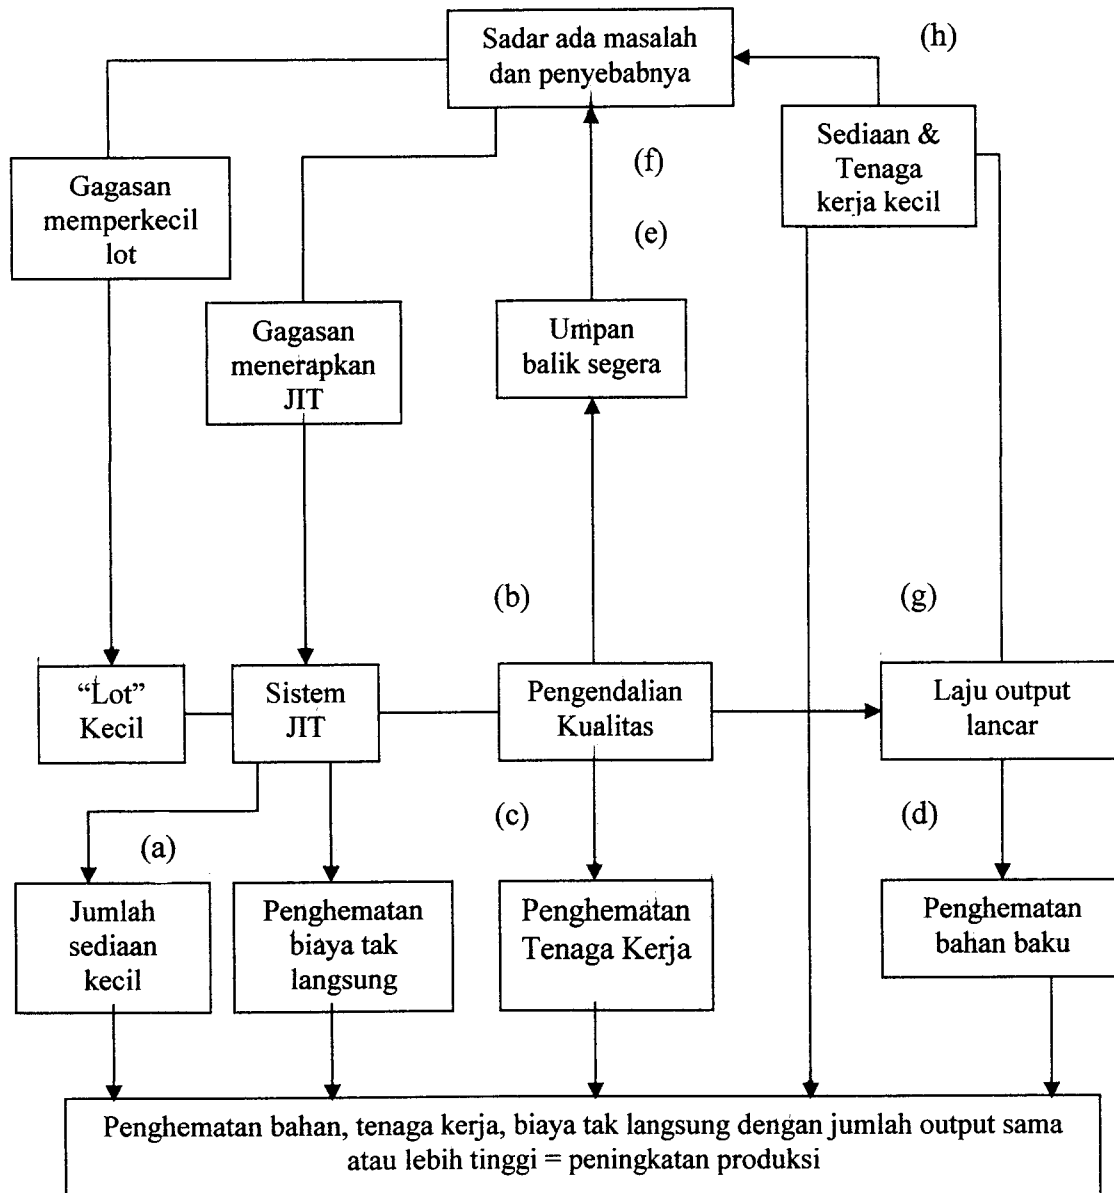 Sadar ada masalah
dan penyebabnya
(h)
Sediaan &
Tenaga
kerja kecil
(f)
(e)
Gagasan
memperkecil
lot
Gagasan
menerapkan
JIT
Umpan
balik segera
(b)
(g)
“Lot”
Kecil
Sistem
JIT
Pengendalian
Kualitas
Laju output
lancar
(a)
(c)
(d)
Jumlah
sediaan
kecil
Penghematan
biaya tak
langsung
Penghematan
Tenaga Kerja
Penghematan
bahan baku
Penghematan bahan, tenaga kerja, biaya tak langsung dengan jumlah output sama
atau lebih tinggi = peningkatan produksi